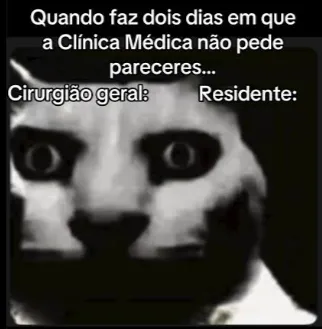 Quando faz dois dias em que
a Clínica Médica não pede
pareceres...
Cirurgião geral: Residente: